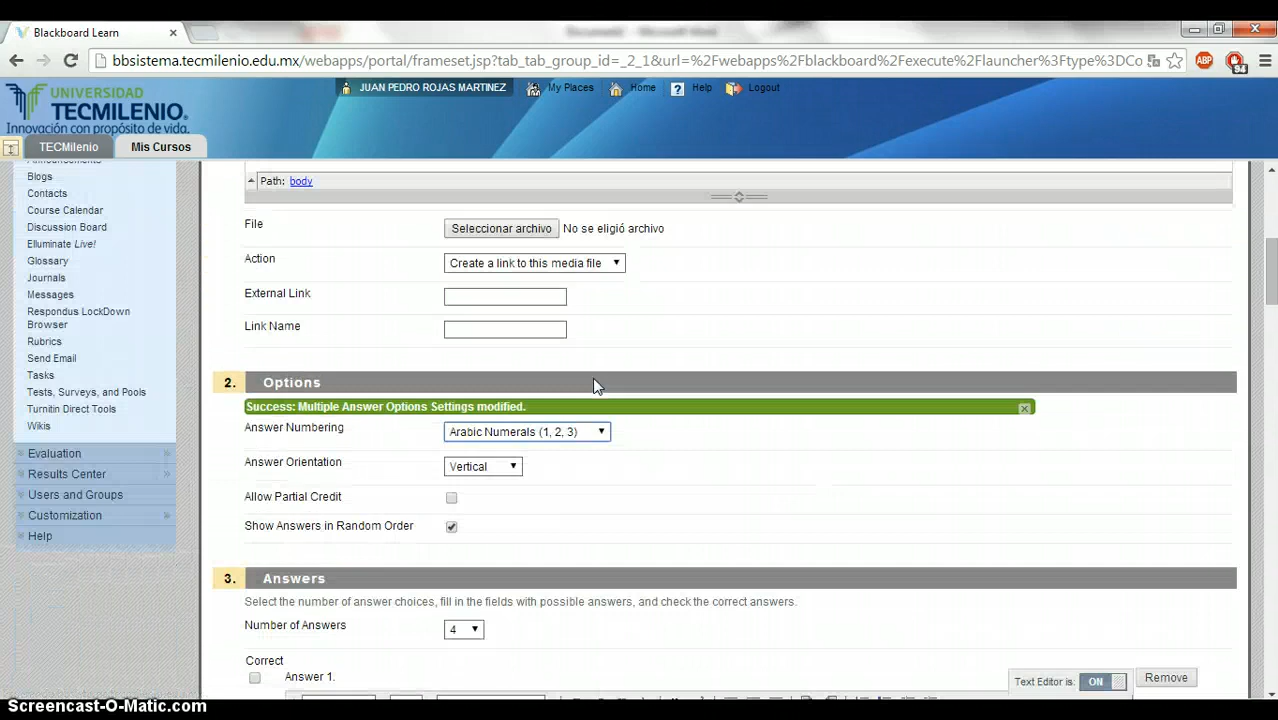 Blackboard Learn
Document1 - Microsoft Word
bbsistema.tecmilenio.edu.mx/webapps/portal/frameset.jsp?tab_tab_group_id=_2_1&url=%2Fwebapps%2Fblackboard%2Fexecute%2Flauncher%3Ftype%3DCo
ABP
94
UNIVERSIDAD
TECMILENIO
Innovación con propósito de vida.
JUAN PEDRO ROJAS MARTINEZ
My Places
Home
Help
Logout
TECMilenio
Mis Cursos
Announcements
Blogs
Contacts
Course Calendar
Discussion Board
Elluminate Live!
Glossary
Journals
Messages
Respondus LockDown
Browser
Rubrics
Send Email
Tasks
Tests, Surveys, and Pools
Turnitin Direct Tools
Wikis
Evaluation
Results Center
Users and Groups
Customization
Help
Path: body
File
Seleccionar archivo No se eligió archivo
Action
Create a link to this media file
External Link
Link Name
2. Options
Success: Multiple Answer Options Settings modified.
Answer Numbering
Arabic Numerals (1, 2, 3)
Answer Orientation
Vertical
Allow Partial Credit
Show Answers in Random Order
3. Answers
Select the number of answer choices, fill in the fields with possible answers, and check the correct answers.
Number of Answers
4
Correct
Answer 1.
Text Editor is: ON
Remove
Screencast-O-Matic.com